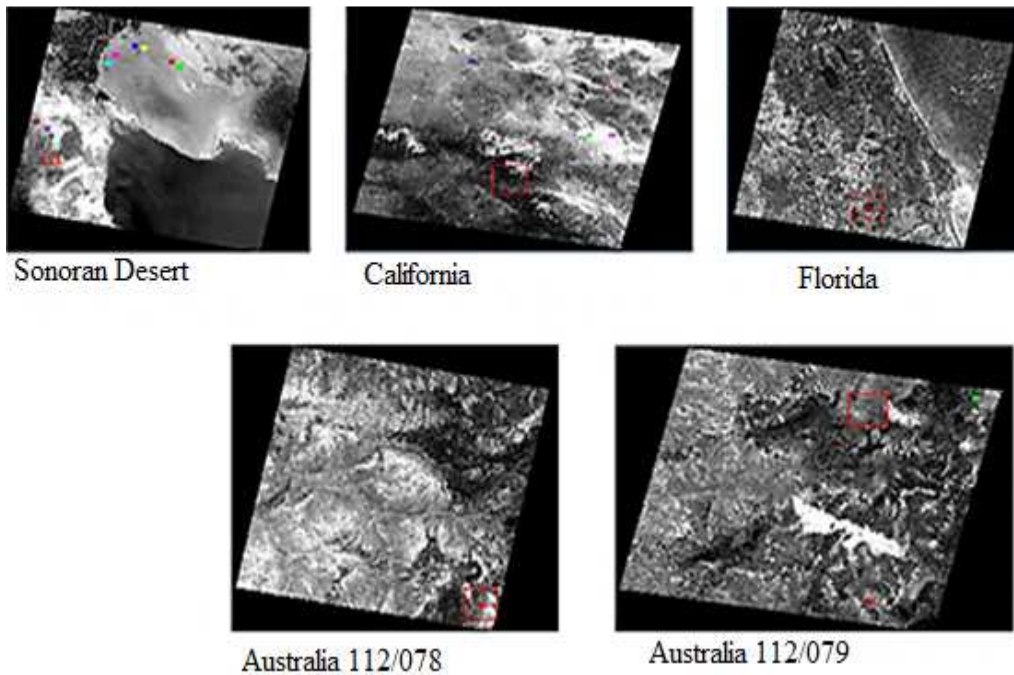 Sonoran Desert
California
Florida
Australia 112/078
Australia 112/079